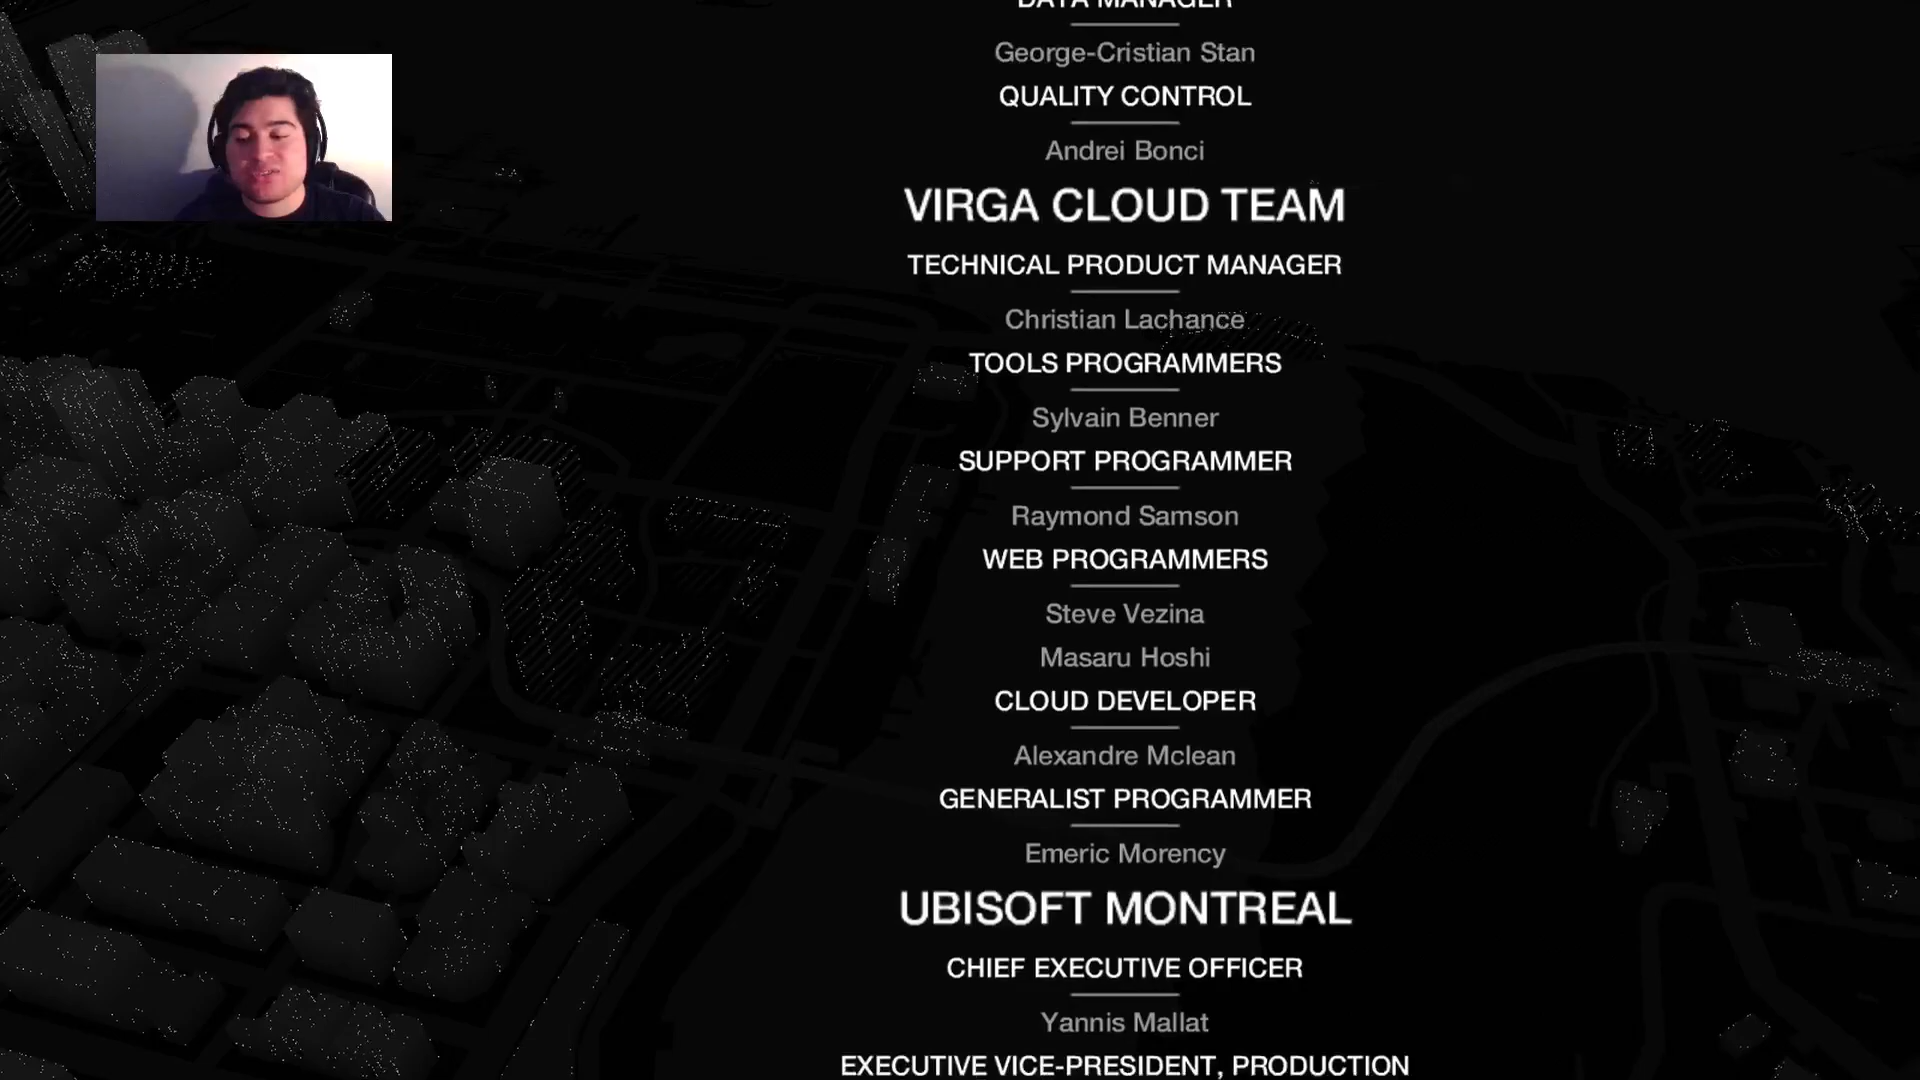 DATA MANAGER
George-Cristian Stan
QUALITY CONTROL
Andrei Bonci
VIRGA CLOUD TEAM
TECHNICAL PRODUCT MANAGER
Christian Lachance
TOOLS PROGRAMMERS
Sylvain Benner
SUPPORT PROGRAMMER
Raymond Samson
WEB PROGRAMMERS
Steve Vezina
Masaru Hoshi
CLOUD DEVELOPER
Alexandre Mclean
GENERALIST PROGRAMMER
Emeric Morency
UBISOFT MONTREAL
CHIEF EXECUTIVE OFFICER
Yannis Mallat
EXECUTIVE VICE-PRESIDENT, PRODUCTION